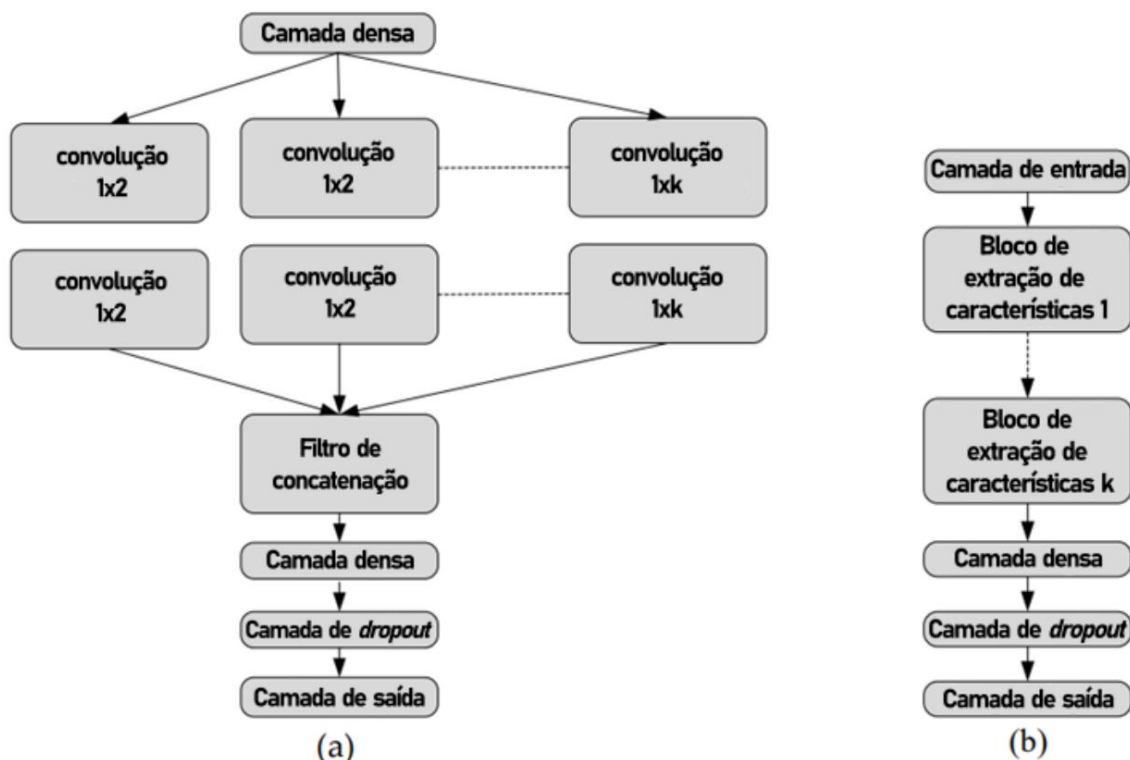 Camada densa
convolução
1x2
convolução
1x2
convolução
1xk
convolução
1x2
convolução
1x2
convolução
1xk
Filtro de
concatenação
Camada densa
Camada de dropout
Camada de saída
(a)
Camada de entrada
Bloco de
extração de
características 1
Bloco de
extração de
características k
Camada densa
Camada de dropout
Camada de saída
(b)